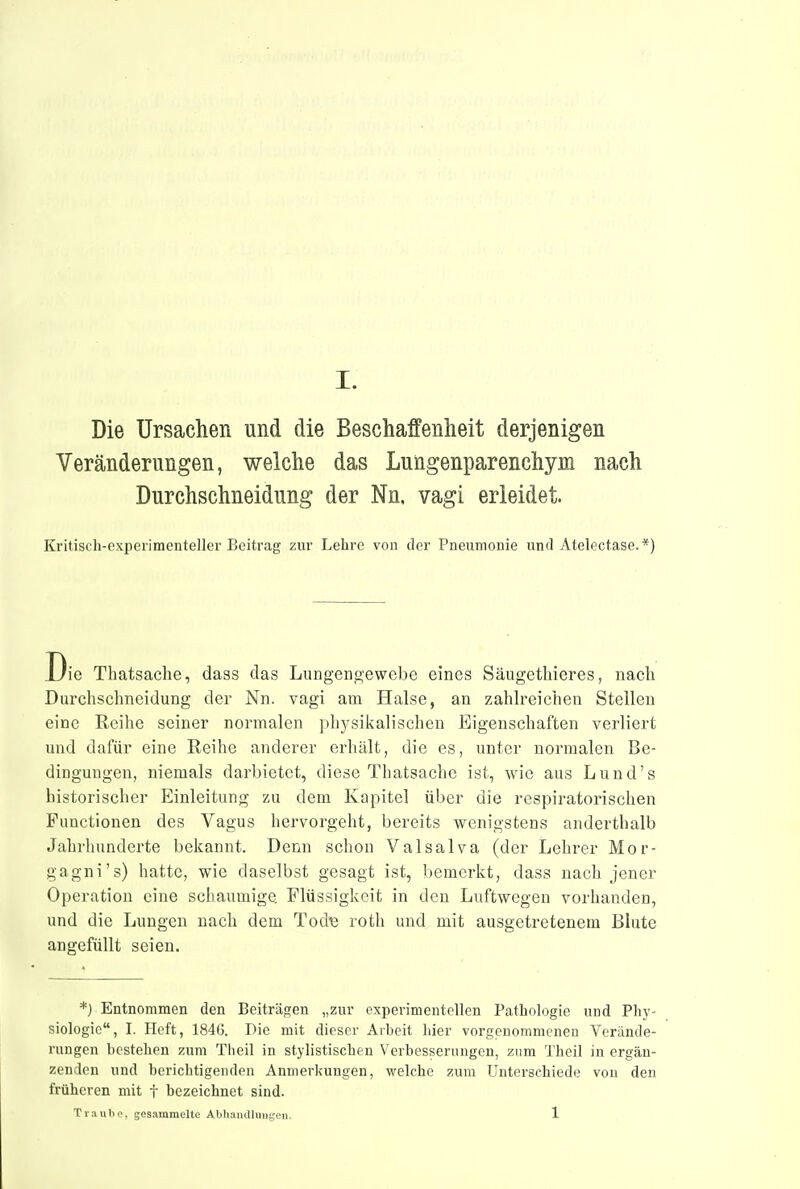 I.
Die Ursachen und die Beschaffenheit derjenigen
Veränderungen, welche das Lungenparenchym nach
Durchschneidung der Nn. vagi erleidet.
Kritisch-experimenteller Beitrag zur Lehre von der Pneumonie und Atelectase.*)
Die Thatsache, dass das Lungengewebe eines Säugethieres, nach
Durchschneidung der Nn. vagi am Halse, an zahlreichen Stellen
eine Reihe seiner normalen physikalischen Eigenschaften verliert
und dafür eine Reihe anderer erhält, die es, unter normalen Be-
dingungen, niemals darbietet, diese Thatsache ist, wie aus Lund's
historischer Einleitung zu dem Kapitel über die respiratorischen
Functionen des Vagus hervorgeht, bereits wenigstens anderthalb
Jahrhunderte bekannt. Denn schon Valsalva (der Lehrer Mor-
gagni's) hatte, wie daselbst gesagt ist, bemerkt, dass nach jener
Operation eine schaumige Flüssigkeit in den Luftwegen vorhanden,
und die Lungen nach dem Tode roth und mit ausgetretenem Blute
angefüllt seien.
*) Entnommen den Beiträgen „zur experimentellen Pathologie und Phy-
siologie“, I. Heft, 1846. Die mit dieser Arbeit hier vorgenommenen Verände-
rungen bestehen zum Theil in stylistischen Verbesserungen, zum Theil in ergän-
zenden und berichtigenden Anmerkungen, welche zum Unterschiede von den
früheren mit † bezeichnet sind.
Traube, gesammelte Abhandlungen. 1